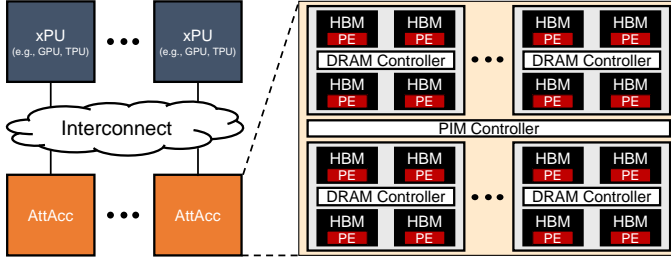 xPU
(e.g., GPU, TPU)
xPU
(e.g., GPU, TPU)
Interconnect
AttAcc
AttAcc
HBM HBM HBM HBM
PE PE PE PE
DRAM Controller DRAM Controller
HBM HBM HBM HBM
PE PE PE PE
PIM Controller
HBM HBM HBM HBM
PE PE PE PE
DRAM Controller DRAM Controller
HBM HBM HBM HBM
PE PE PE PE